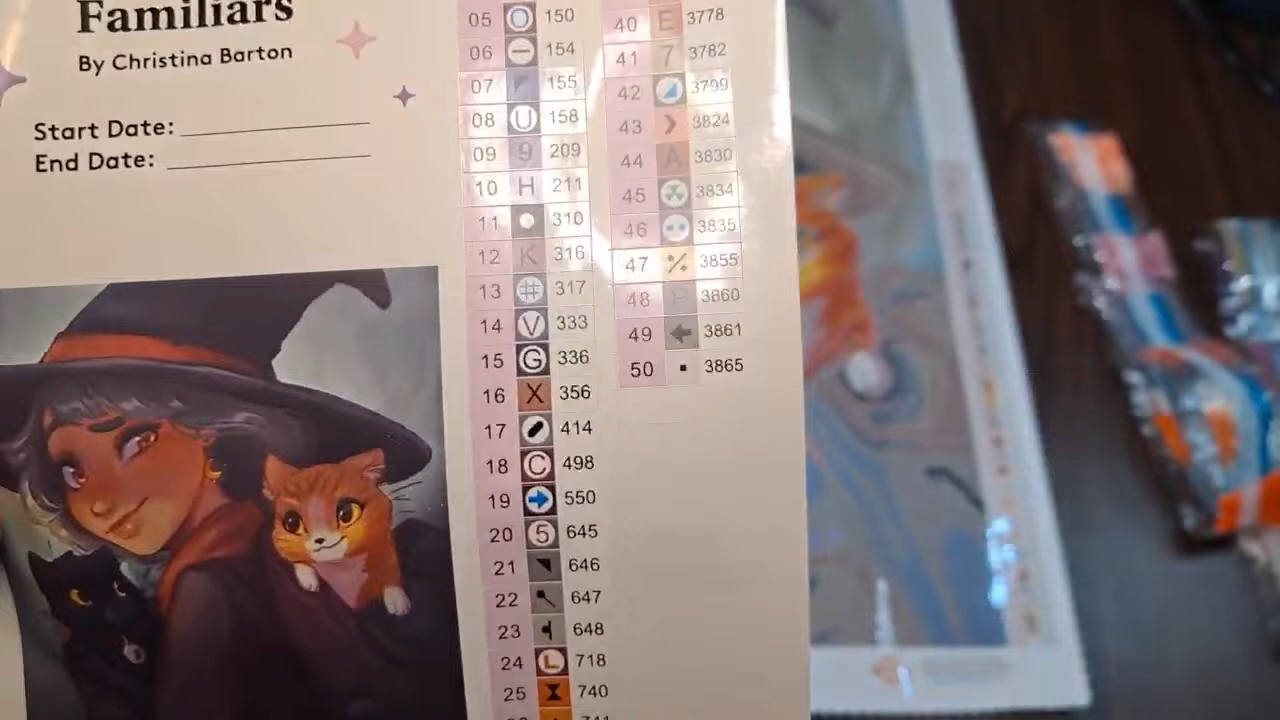 Familiars
By Christina Barton
Start Date:
End Date:
05 O 150
06 − 154
07 155
08 U 158
09 9 209
10 H 211
11 310
12 K 316
13 # 317
14 V 333
15 G 336
16 X 356
17 414
18 C 498
19 ➡ 550
20 5 645
21 646
22 647
23 648
24 L 718
25 740
40 E 3778
41 7 3782
42 3799
43 3824
44 A 3830
45 3834
46 3835
47 % 3855
48 P 3860
49 ← 3861
50 ▪ 3865